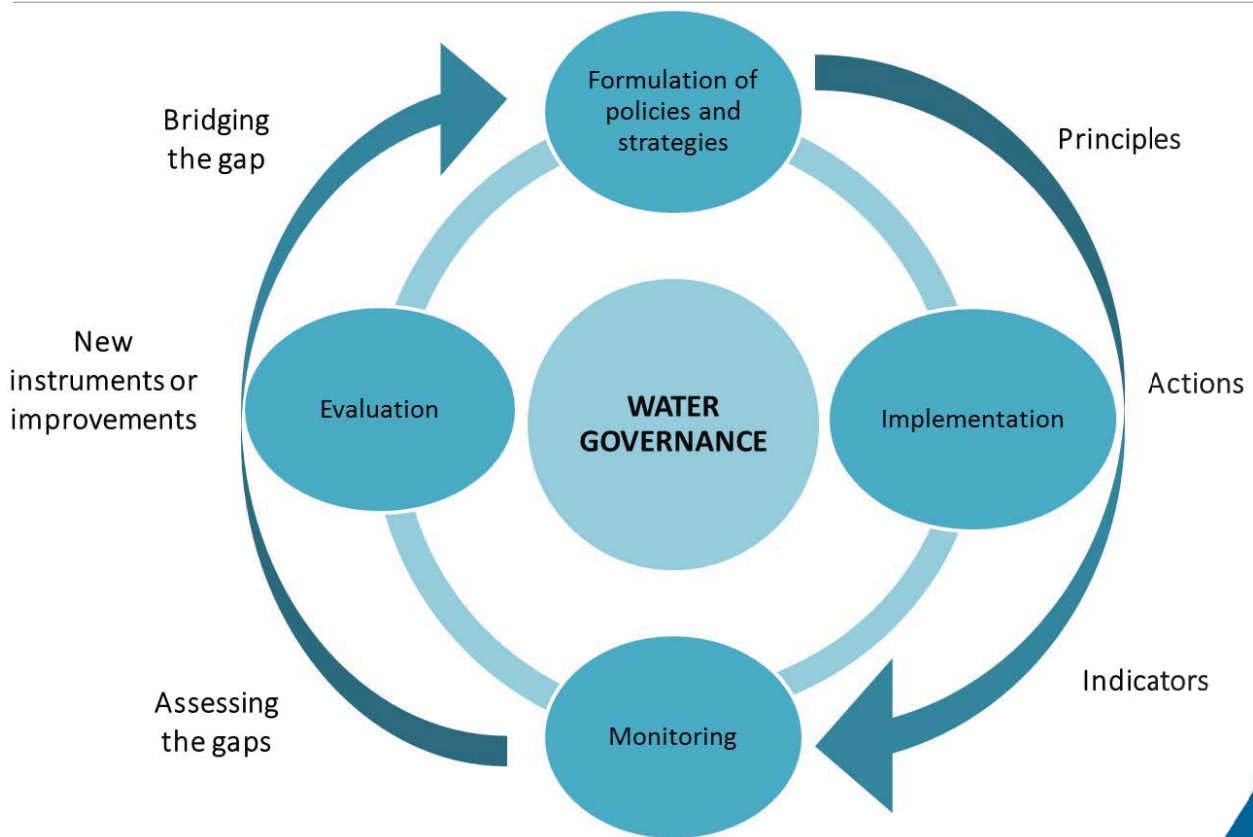 Formulation of
policies and
strategies
Bridging
the gap
Principles
New
instruments or
improvements
Evaluation
WATER
GOVERNANCE
Implementation
Actions
Assessing
the gaps
Monitoring
Indicators